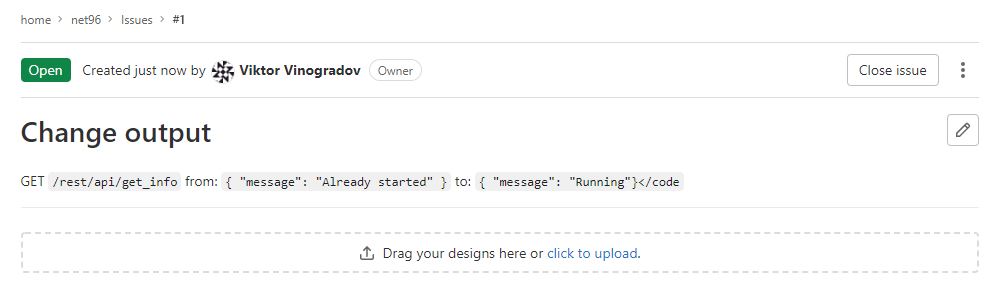 home > net96 > Issues > #1
Open Created just now by Viktor Vinogradov Owner Close issue
Change output
GET /rest/api/get_info from: { "message": "Already started" } to: { "message": "Running"}</code
Drag your designs here or click to upload.